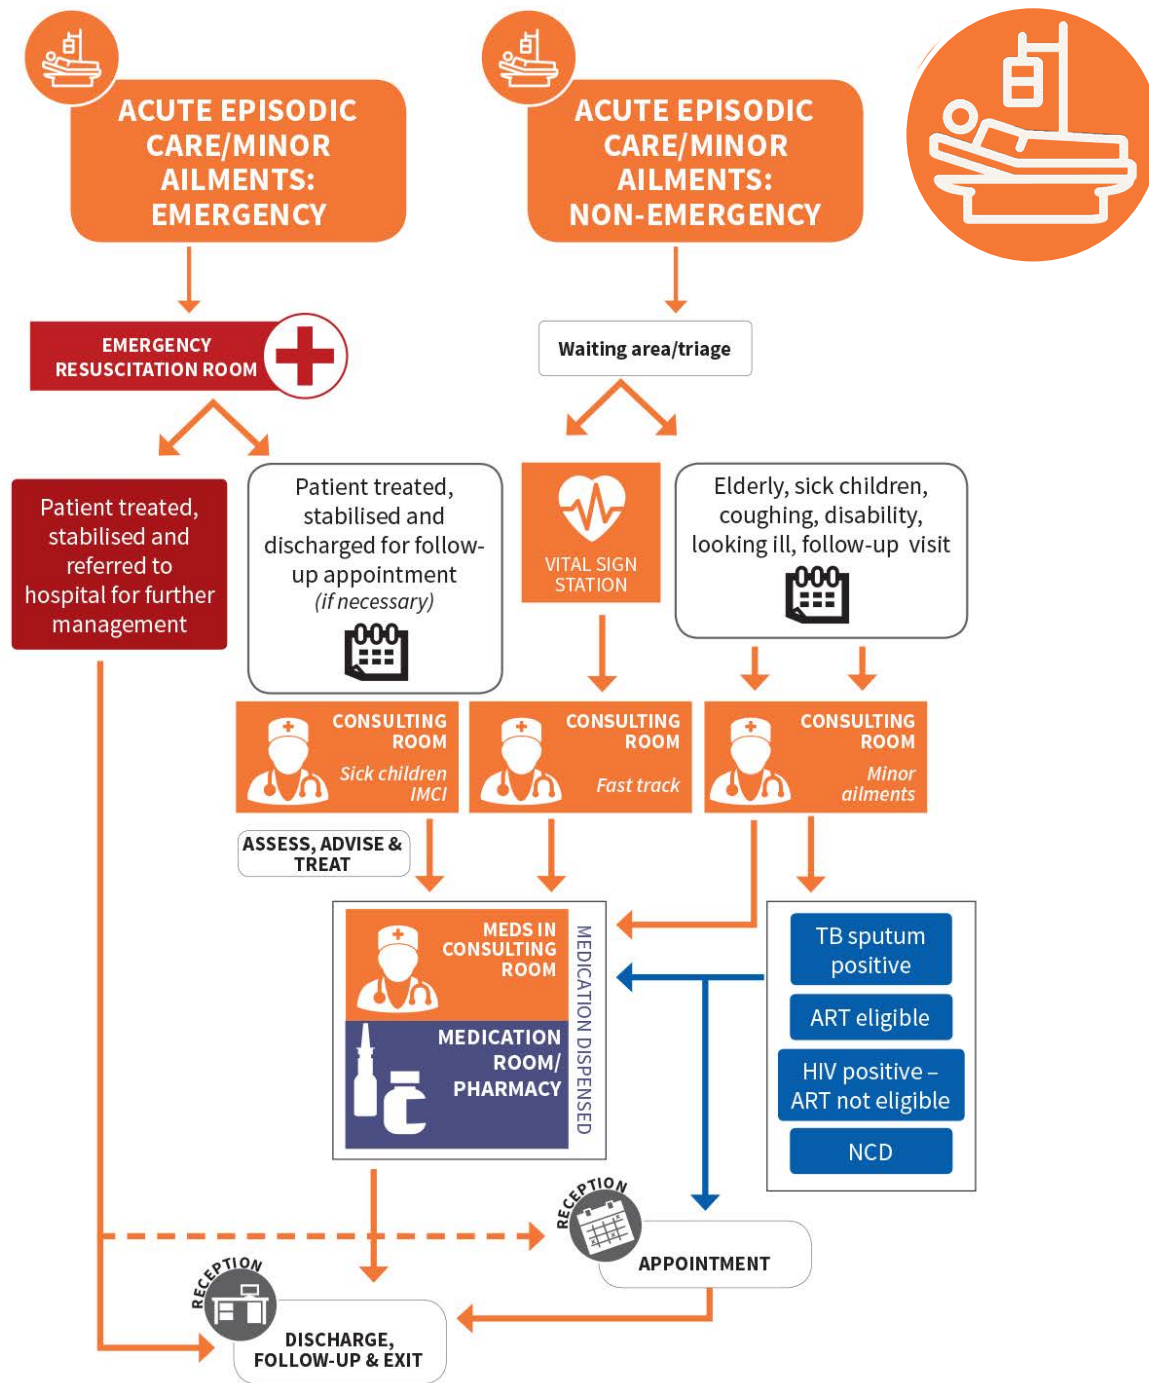 ACUTE EPISODIC
CARE/MINOR
AILMENTS:
EMERGENCY
ACUTE EPISODIC
CARE/MINOR
AILMENTS:
NON-EMERGENCY
EMERGENCY
RESUSCITATION ROOM
Waiting area/triage
Patient treated,
stabilised and
referred to
hospital for further
management
Patient treated,
stabilised and
discharged for follow-
up appointment
(if necessary)
VITAL SIGN
STATION
Elderly, sick children,
coughing, disability,
looking ill, follow-up visit
CONSULTING
ROOM
Sick children
IMCI
CONSULTING
ROOM
Fast track
CONSULTING
ROOM
Minor
ailments
ASSESS, ADVISE &
TREAT
MEDS IN
CONSULTING
ROOM
MEDICATION
ROOM/
PHARMACY
MEDICATION DISPENSED
TB sputum
positive
ART eligible
HIV positive –
ART not eligible
NCD
RECEPTION
APPOINTMENT
RECEPTION
DISCHARGE,
FOLLOW-UP & EXIT